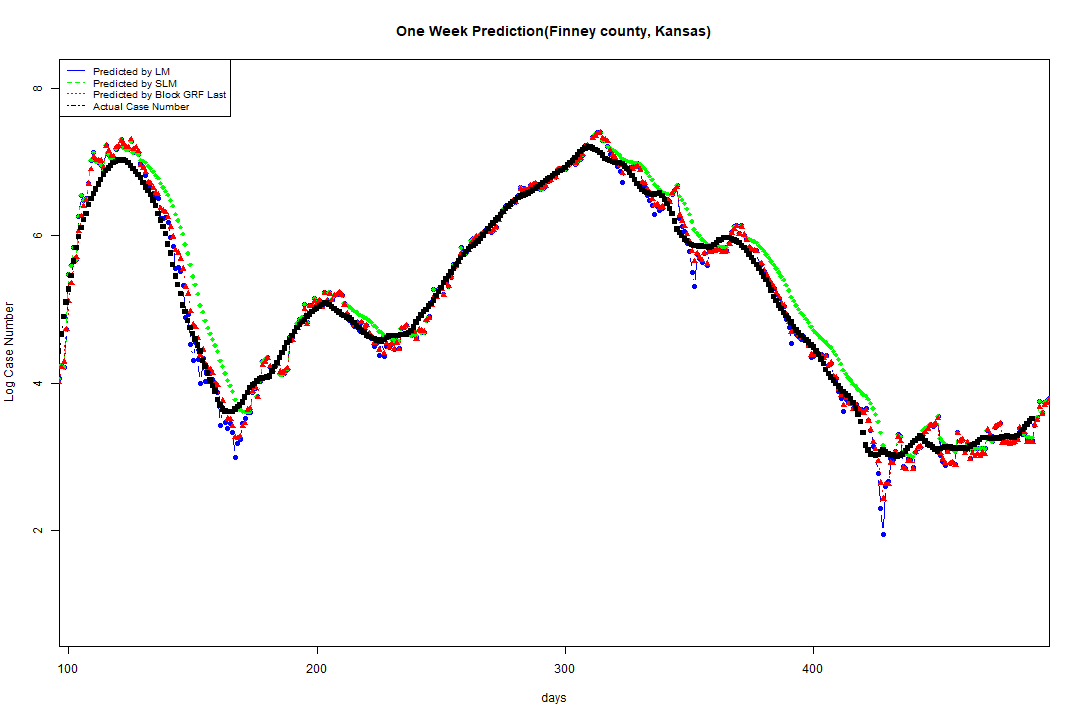 One Week Prediction(Finney county, Kansas)
Predicted by LM
Predicted by SLM
Predicted by Block GRF Last
Actual Case Number
8
6
4
2
Log Case Number
100 200 300 400
days